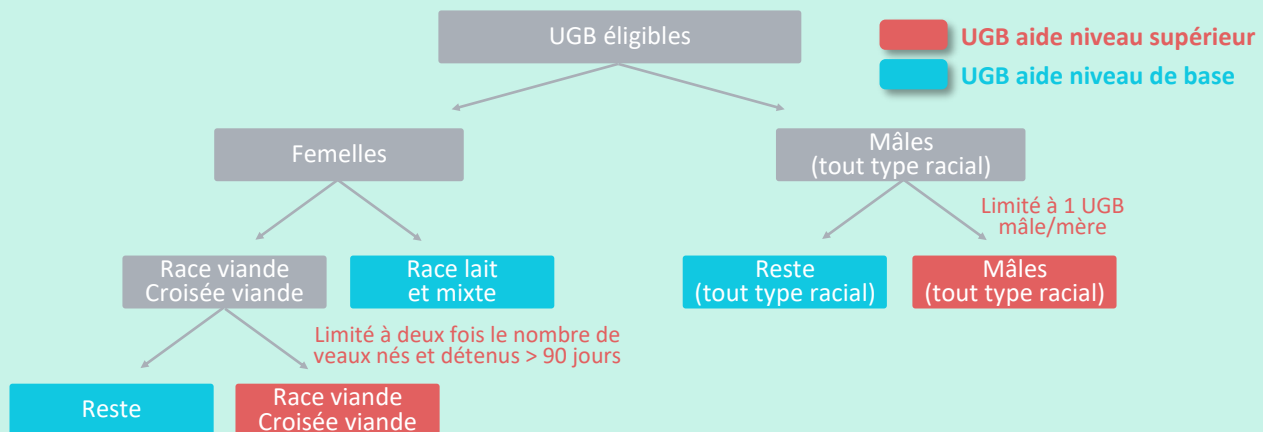 UGB éligibles
UGB aide niveau supérieur
UGB aide niveau de base
Femelles
Mâles
(tout type racial)
Limité à 1 UGB
mâle/mère
Race viande
Croisée viande
Race lait
et mixte
Reste
(tout type racial)
Mâles
(tout type racial)
Limité à deux fois le nombre de
veaux nés et détenus > 90 jours
Reste
Race viande
Croisée viande